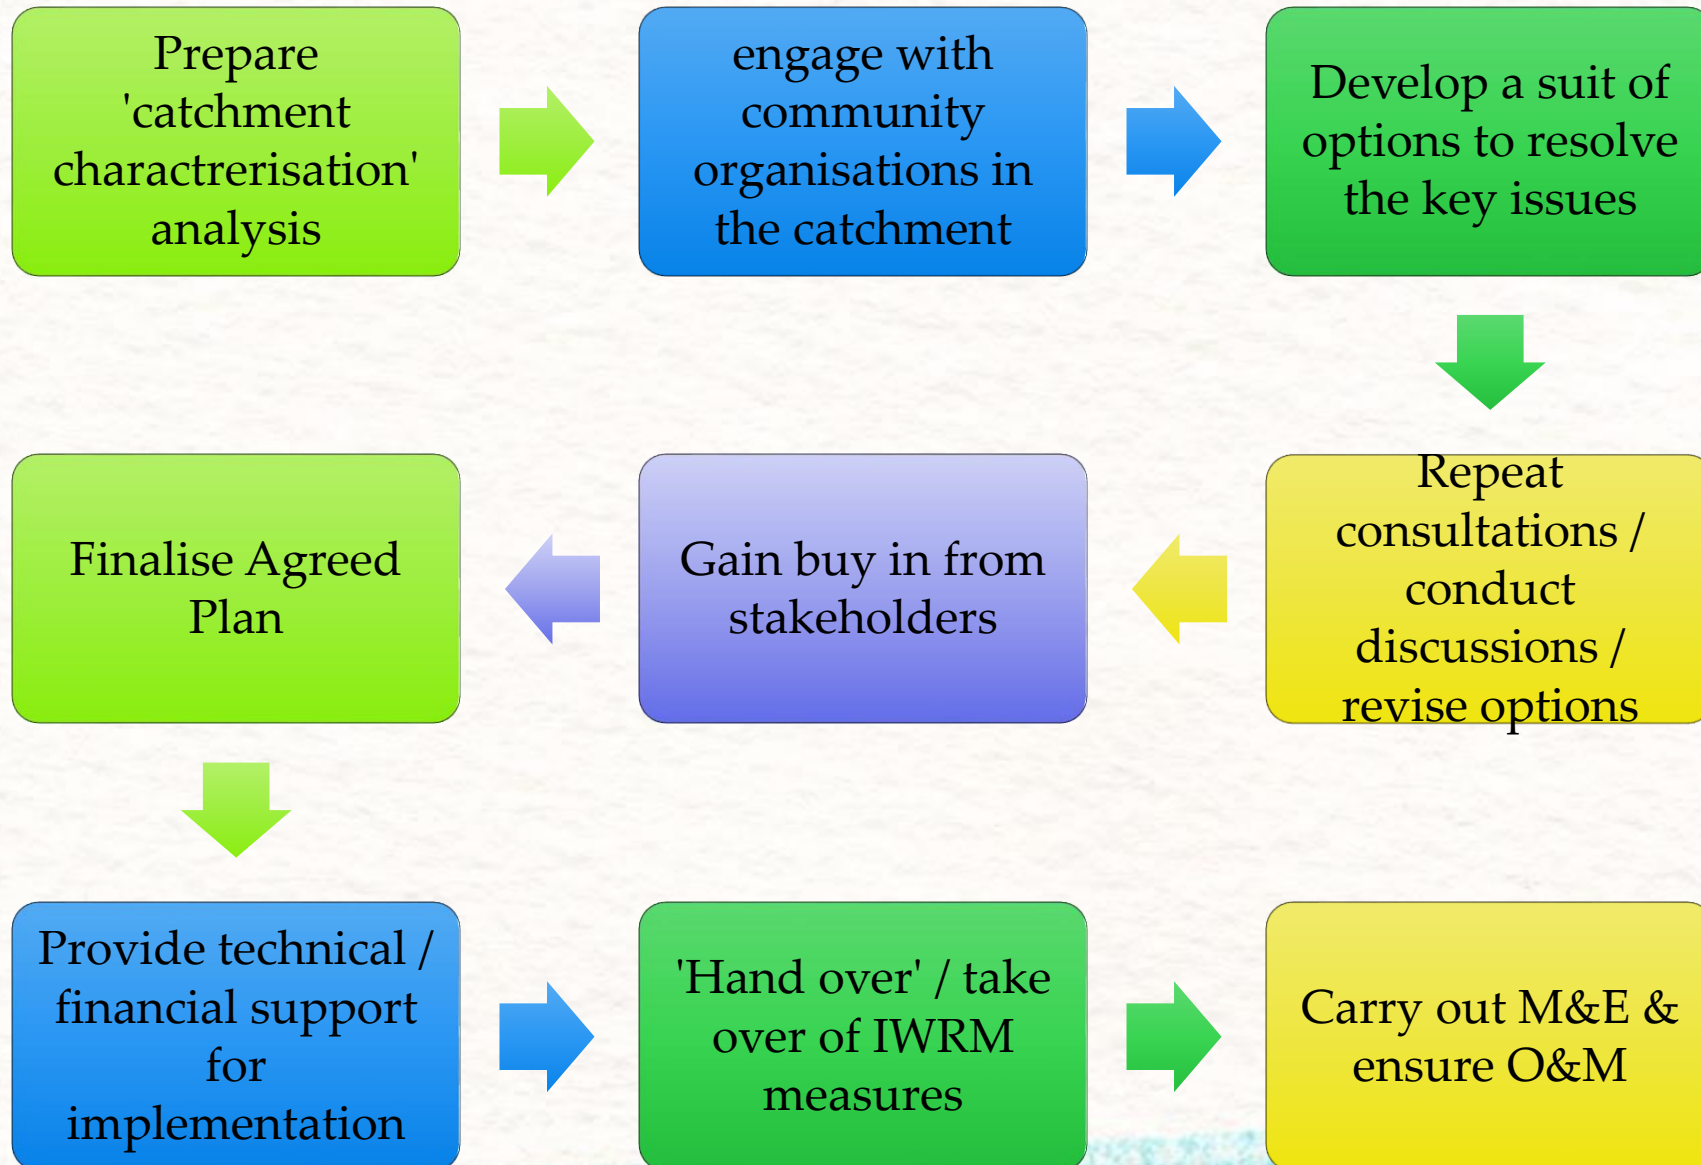 Prepare
'catchment
charactrerisation'
analysis
engage with
community
organisations in
the catchment
Develop a suit of
options to resolve
the key issues
Repeat
consultations /
conduct
discussions /
revise options
Gain buy in from
stakeholders
Finalise Agreed
Plan
Provide technical /
financial support
for
implementation
'Hand over' / take
over of IWRM
measures
Carry out M&E &
ensure O&M